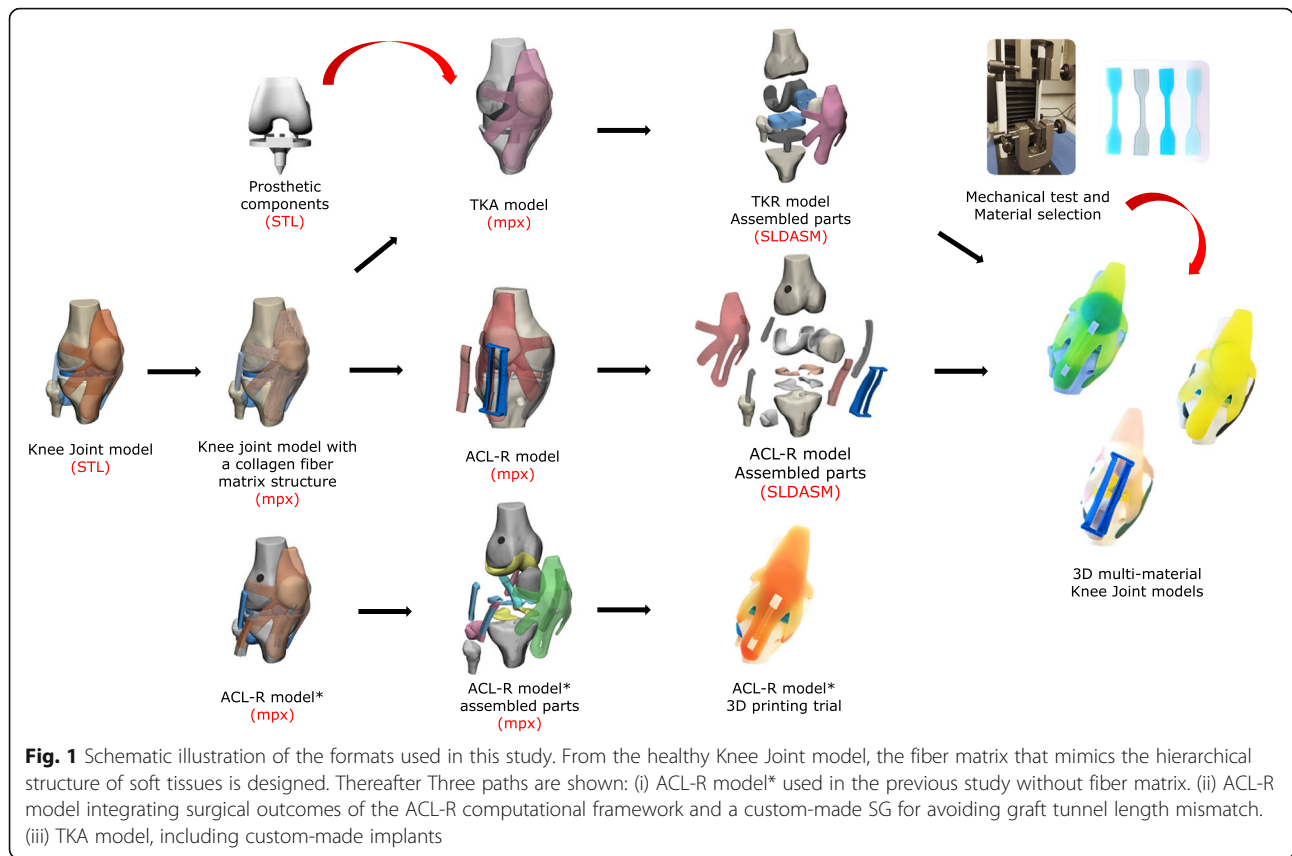 Prosthetic
components
(STL)
TKA model
(mpx)
TKR model
Assembled parts
(SLDASM)
Mechanical test and
Material selection
Knee Joint model
(STL)
Knee joint model with
a collagen fiber
matrix structure
(mpx)
ACL-R model
(mpx)
ACL-R model
Assembled parts
(SLDASM)
3D multi-material
Knee Joint models
ACL-R model*
(mpx)
ACL-R model*
assembled parts
(mpx)
ACL-R model*
3D printing trial
Fig. 1 Schematic illustration of the formats used in this study. From the healthy Knee Joint model, the fiber matrix that mimics the hierarchical
structure of soft tissues is designed. Thereafter Three paths are shown: (i) ACL-R model* used in the previous study without fiber matrix. (ii) ACL-R
model integrating surgical outcomes of the ACL-R computational framework and a custom-made SG for avoiding graft tunnel length mismatch.
(iii) TKA model, including custom-made implants